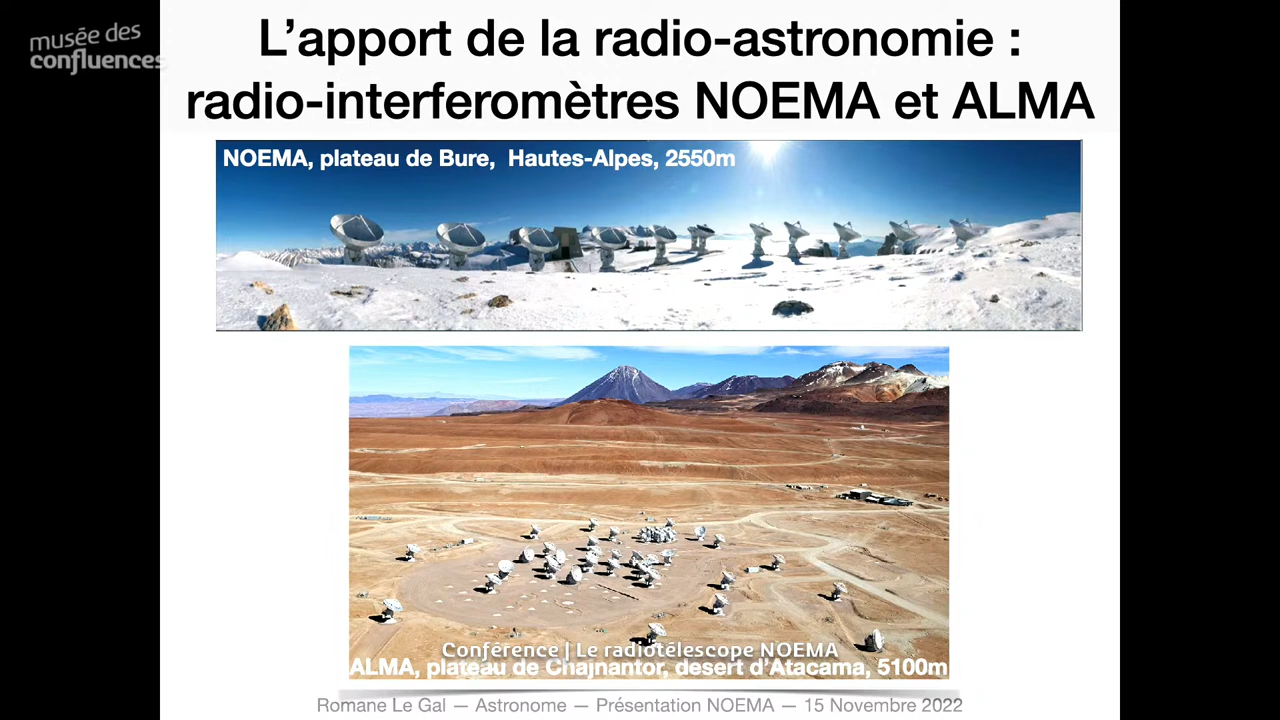 musée des
confluences
L'apport de la radio-astronomie :
radio-interferomètres NOEMA et ALMA
NOEMA, plateau de Bure,  Hautes-Alpes, 2550m
Conférence | Le radiotélescope NOEMA
ALMA, plateau de Chajnantor, desert d'Atacama, 5100m
Romane Le Gal — Astronome — Présentation NOEMA — 15 Novembre 2022